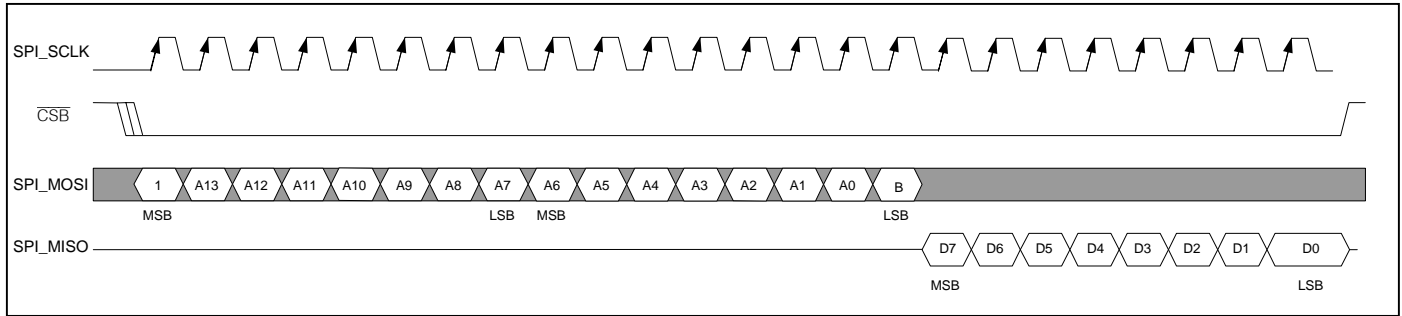 SPI_SCLK
CSB
SPI_MOSI 1 A13 A12 A11 A10 A9 A8 A7 A6 A5 A4 A3 A2 A1 A0 B
MSB LSB MSB LSB
SPI_MISO D7 D6 D5 D4 D3 D2 D1 D0
MSB LSB